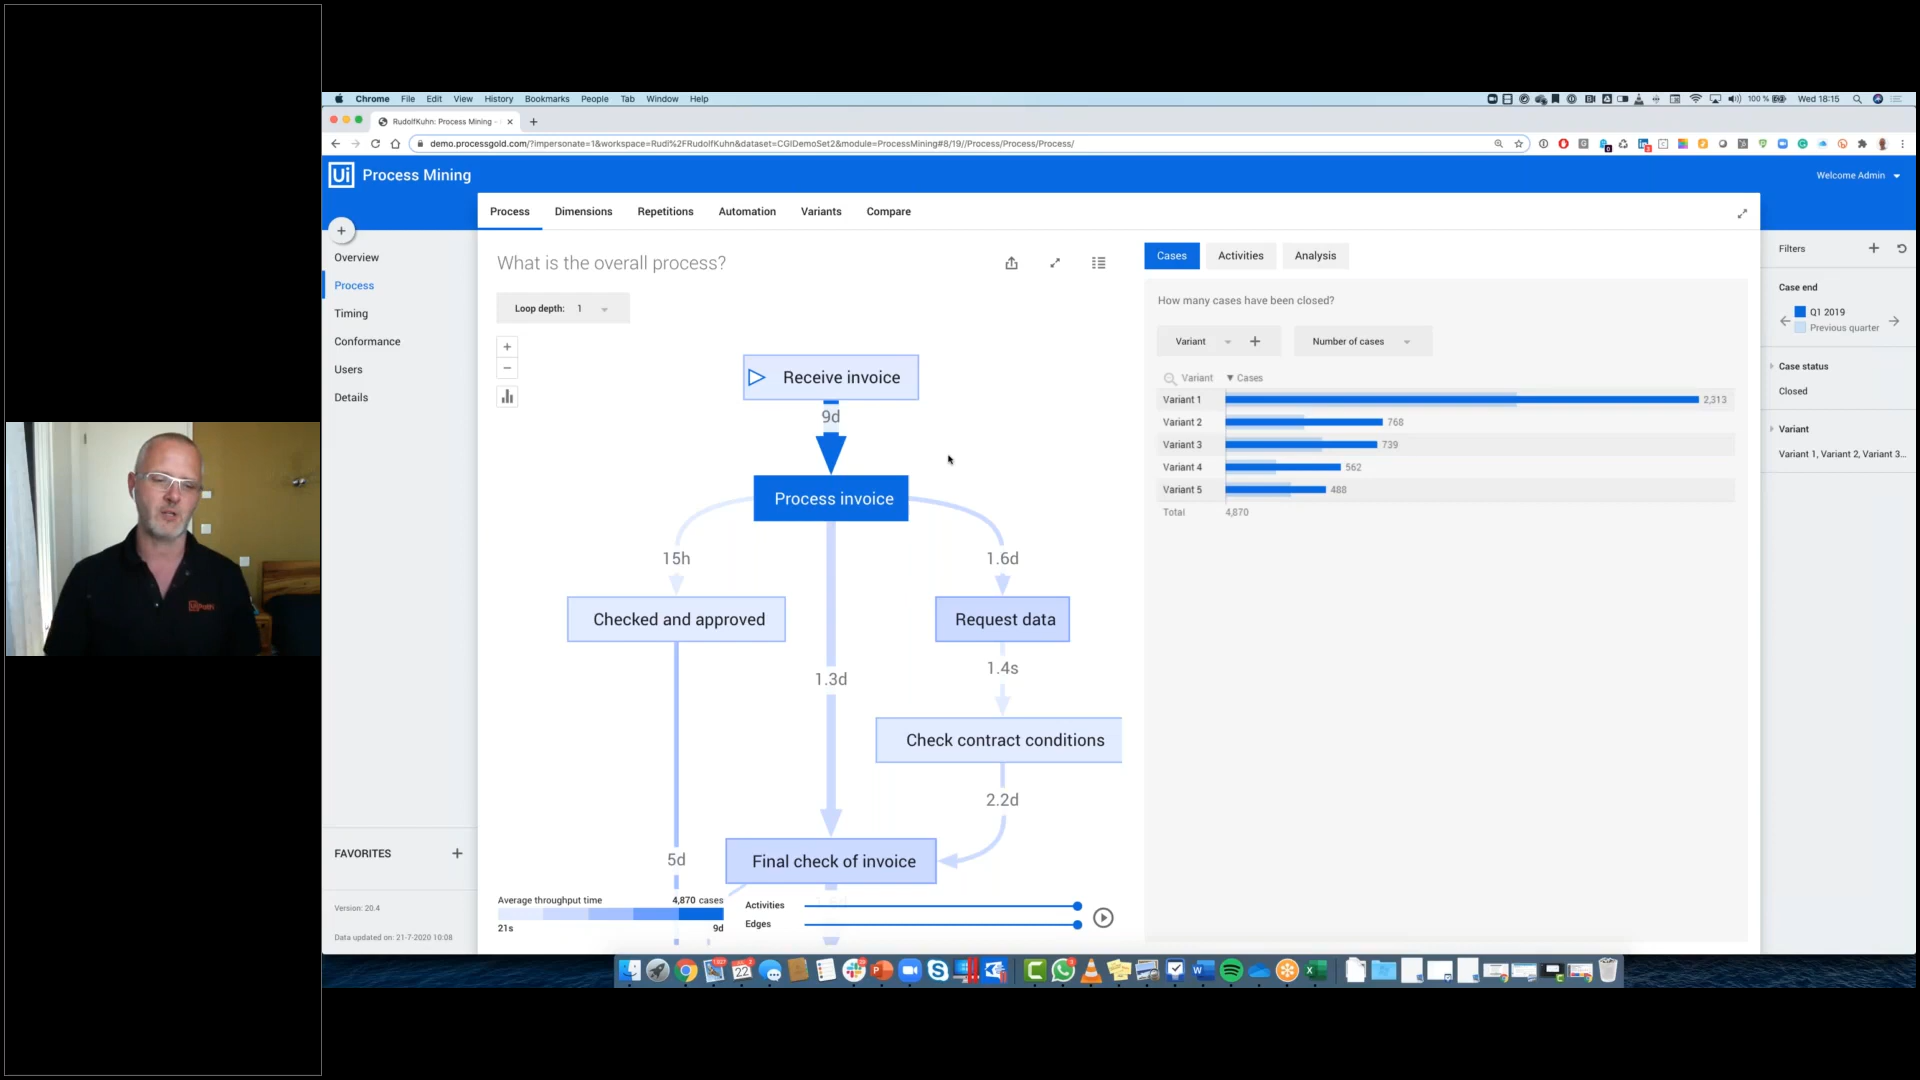 Chrome File Edit View History Bookmarks People Tab Window Help
100 % Wed 18:15
RudolfKuhn: Process Mining -
demo.processgold.com/?impersonate=1&workspace=Rudi%2FRudolfKuhn&dataset=CGIDemoSet2&module=ProcessMining#8/19//Process/Process/Process/
Ui Process Mining
Welcome Admin
Process Dimensions Repetitions Automation Variants Compare
Overview
Process
Timing
Conformance
Users
Details
FAVORITES
Version: 20.4
Data updated on: 21-7-2020 10:08
What is the overall process?
Loop depth: 1
Receive invoice
9d
Process invoice
15h
1.6d
Checked and approved
Request data
1.3d
1.4s
Check contract conditions
2.2d
5d
Final check of invoice
Average throughput time 4,870 cases
21s 9d
Activities
Edges
Cases Activities Analysis
How many cases have been closed?
Variant Number of cases
Variant Cases
Variant 1 2,313
Variant 2 768
Variant 3 739
Variant 4 562
Variant 5 488
Total 4,870
Filters
Case end
Q1 2019
Previous quarter
Case status
Closed
Variant
Variant 1, Variant 2, Variant 3...
22